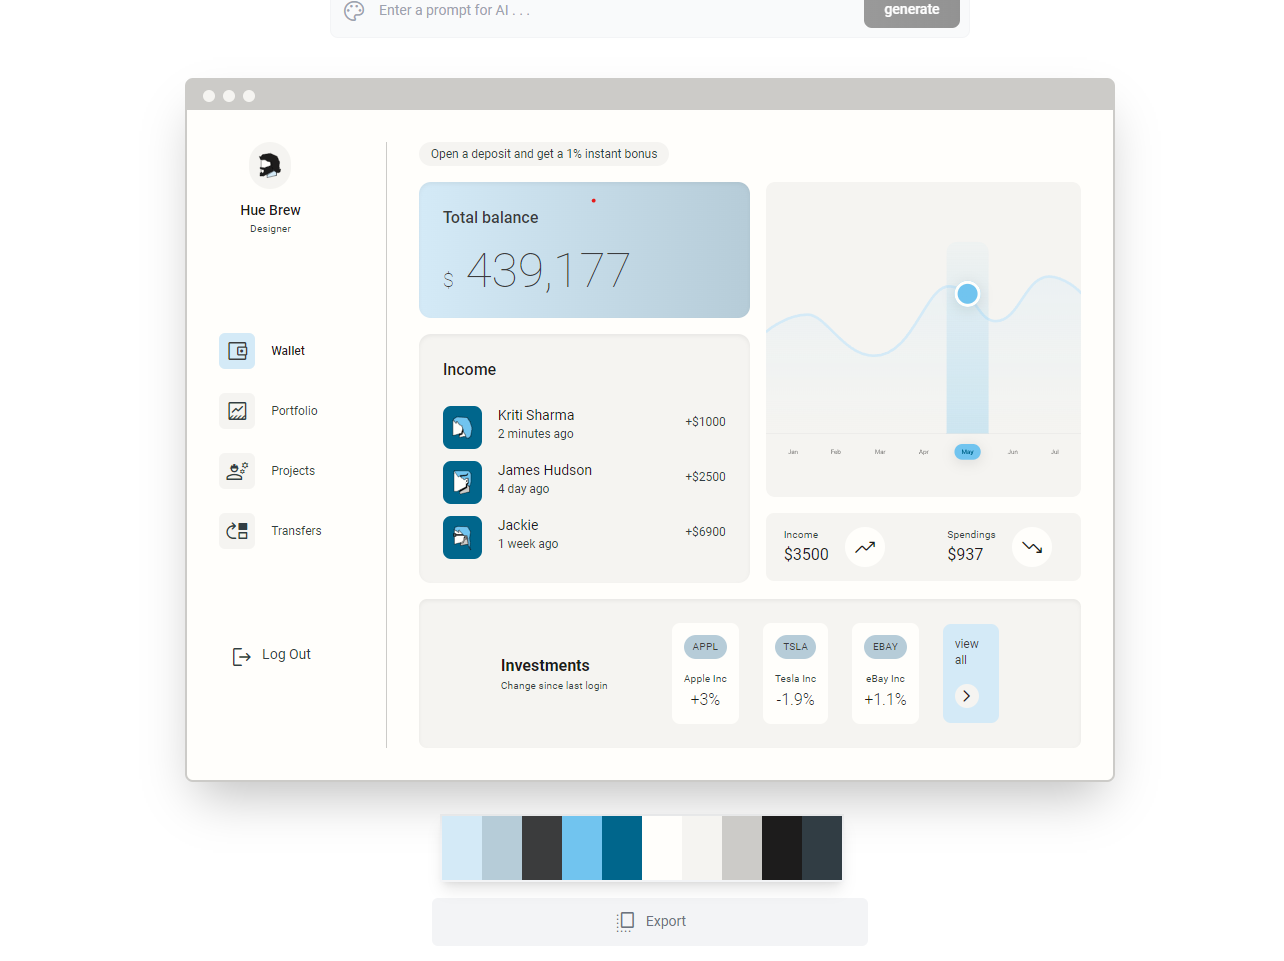 Enter a prompt for AI . . .
generate
Open a deposit and get a 1% instant bonus
Hue Brew
Designer
Wallet
Portfolio
Projects
Transfers
Log Out
Total balance
$ 439,177
Income
Kriti Sharma
2 minutes ago
+$1000
James Hudson
4 day ago
+$2500
Jackie
1 week ago
+$6900
Jan Feb Mar Apr May Jun Jul
Income
$3500
Spendings
$937
Investments
Change since last login
APPL
Apple Inc
+3%
TSLA
Tesla Inc
-1.9%
EBAY
eBay Inc
+1.1%
view
all
Export